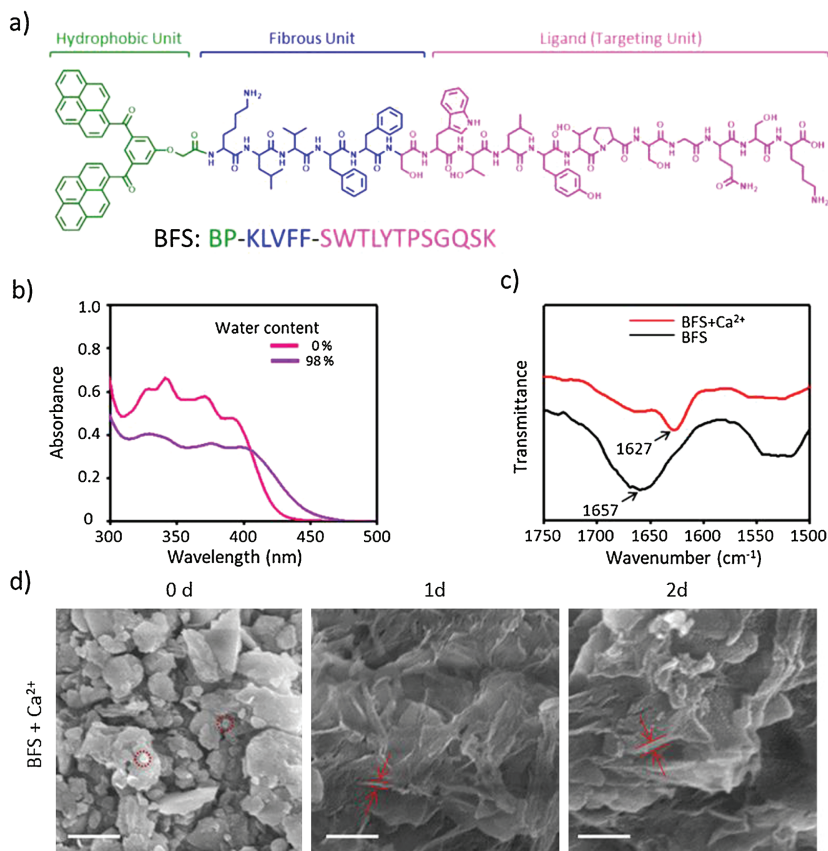 a)
Hydrophobic Unit
Fibrous Unit
Ligand (Targeting Unit)
BFS: BP-KLVFF-SWTLYTPSGQSK
b)
1.0
0.8
0.6
0.4
0.2
0
Absorbance
Water content
0 %
98 %
300
350
400
450
500
Wavelength (nm)
c)
Transmittance
BFS+Ca²⁺
BFS
1627
1657
1750
1700
1650
1600
1550
1500
Wavenumber (cm⁻¹)
d)
0 d
1d
2d
BFS + Ca²⁺